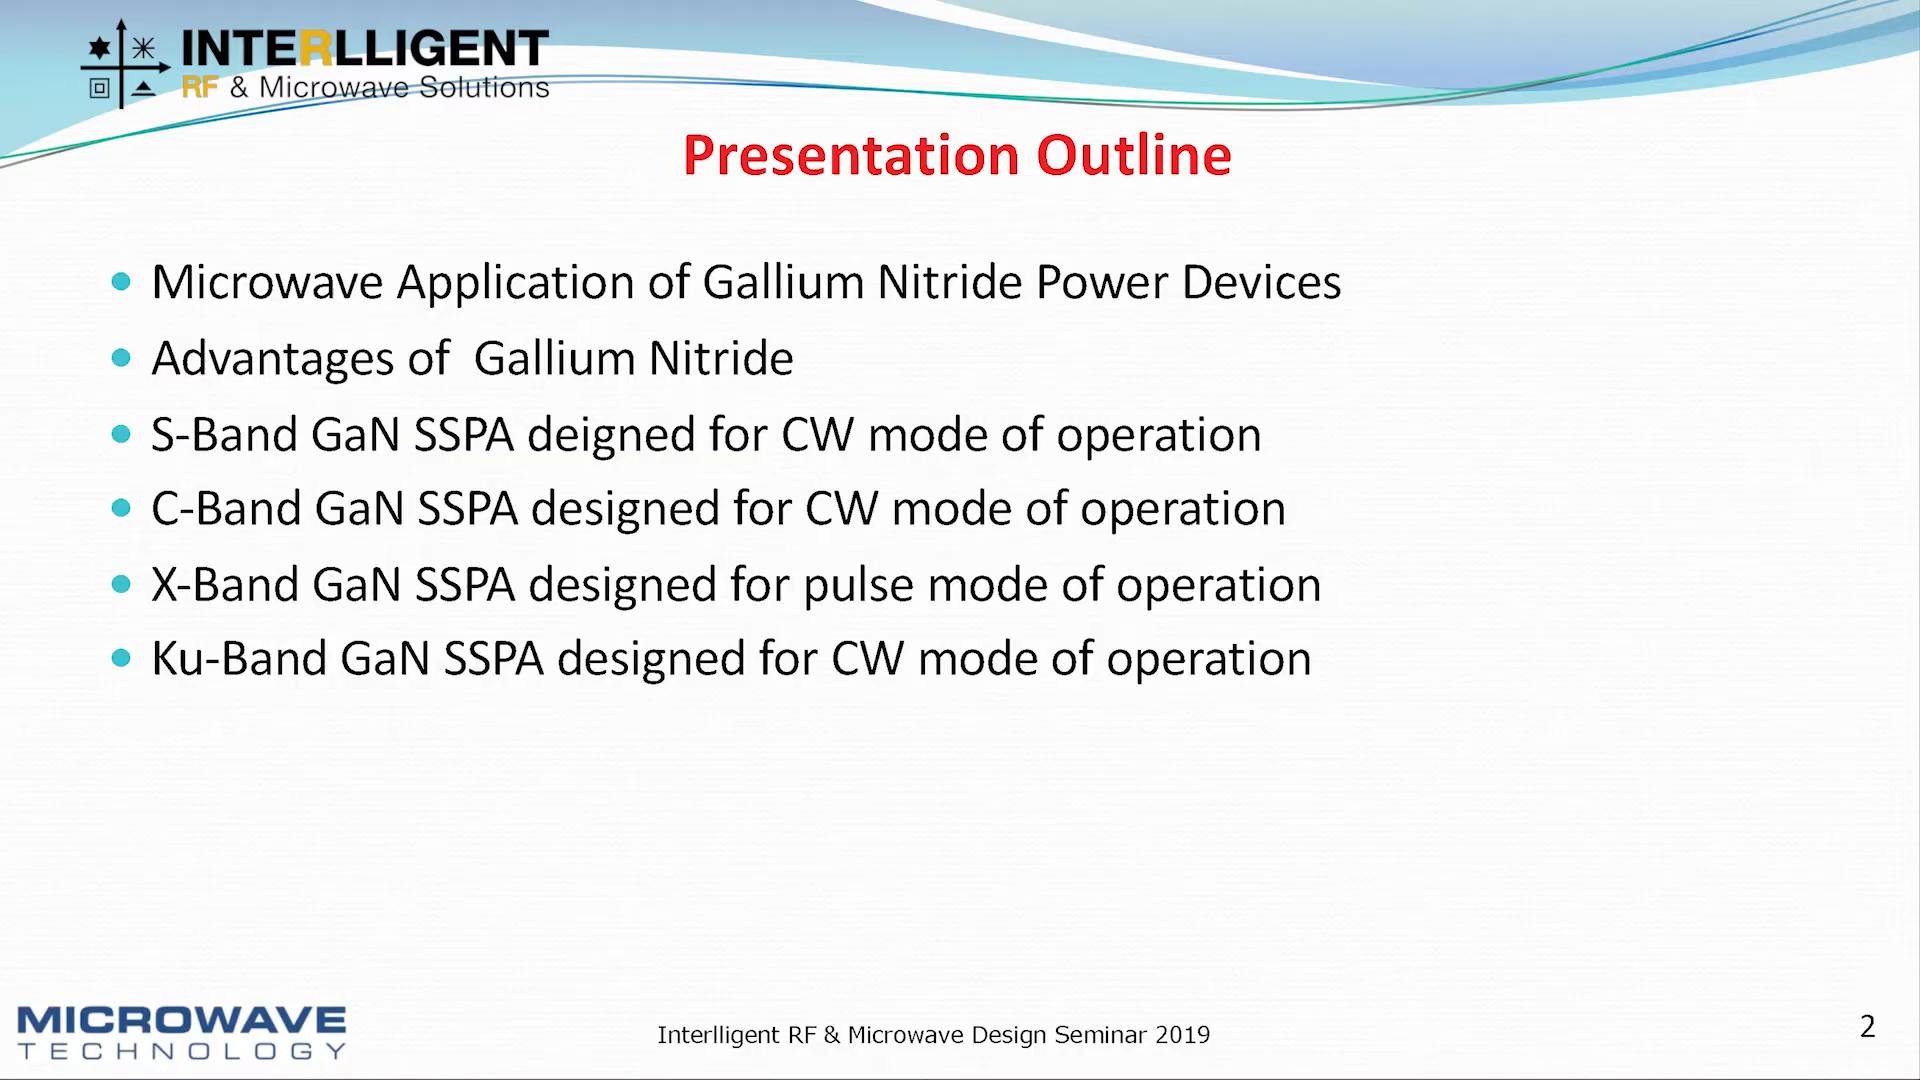 INTERLLIGENT
RF & Microwave Solutions
Presentation Outline
• Microwave Application of Gallium Nitride Power Devices
• Advantages of  Gallium Nitride
• S-Band GaN SSPA deigned for CW mode of operation
• C-Band GaN SSPA designed for CW mode of operation
• X-Band GaN SSPA designed for pulse mode of operation
• Ku-Band GaN SSPA designed for CW mode of operation
MICROWAVE
TECHNOLOGY
Interlligent RF & Microwave Design Seminar 2019
2